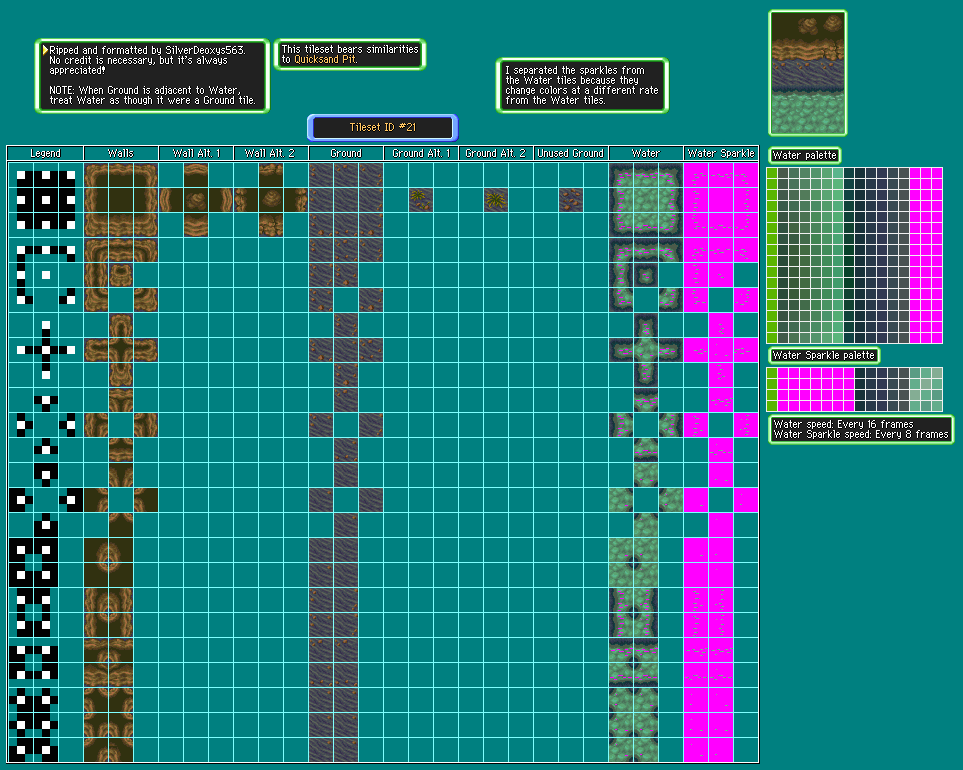 Ripped and formatted by SilverDeoxys563.
No credit is necessary, but it's always
appreciated!
NOTE: When Ground is adjacent to Water,
treat Water as though it were a Ground tile.
This tileset bears similarities
to Quicksand Pit.
I separated the sparkles from
the Water tiles because they
change colors at a different rate
from the Water tiles.
Tileset ID #21
Legend
Walls
Wall Alt. 1
Wall Alt. 2
Ground
Ground Alt. 1
Ground Alt. 2
Unused Ground
Water
Water Sparkle
Water palette
Water Sparkle palette
Water speed: Every 16 frames
Water Sparkle speed: Every 8 frames